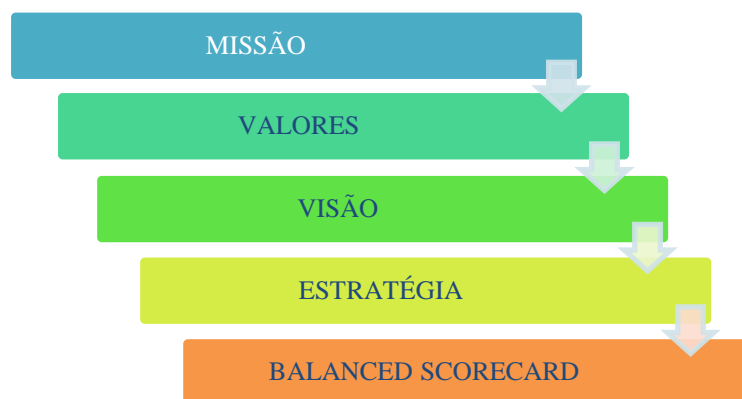 MISSÃO
VALORES
VISÃO
ESTRATÉGIA
BALANCED SCORECARD